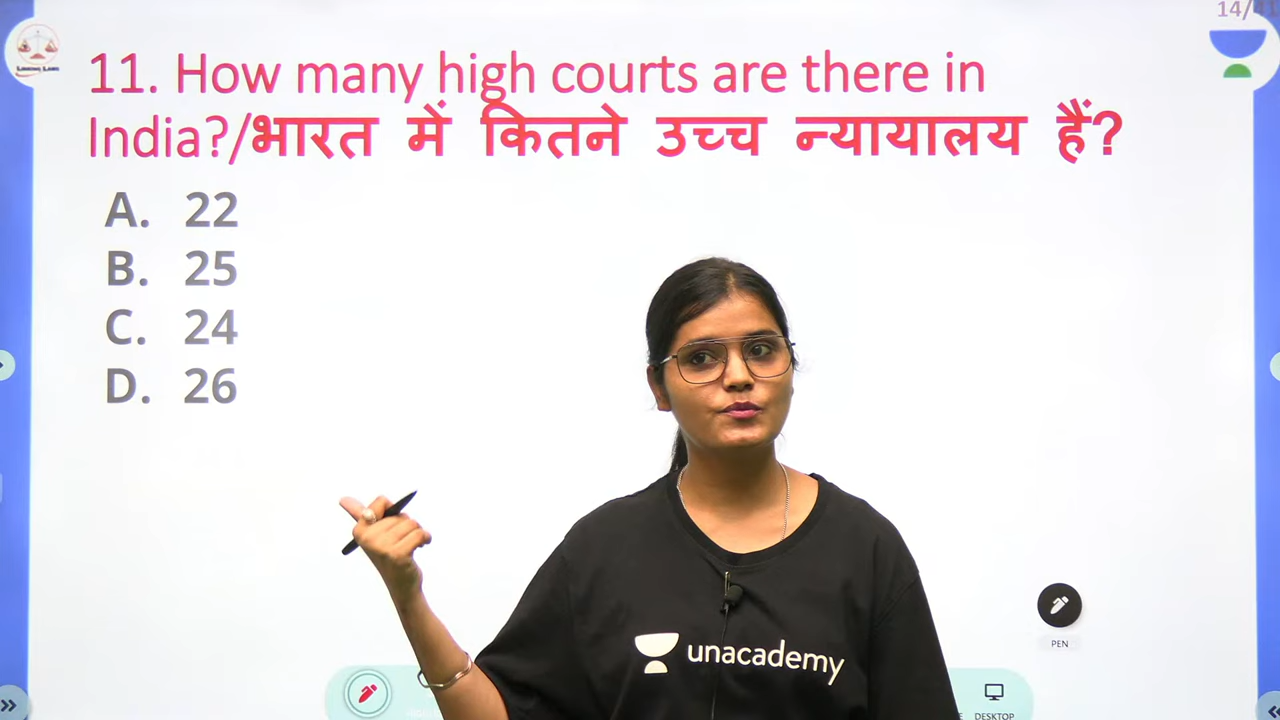 14/
11. How many high courts are there in
India?/भारत में कितने उच्च न्यायालय हैं?
A. 22
B. 25
C. 24
D. 26
unacademy
PEN
DESKTOP